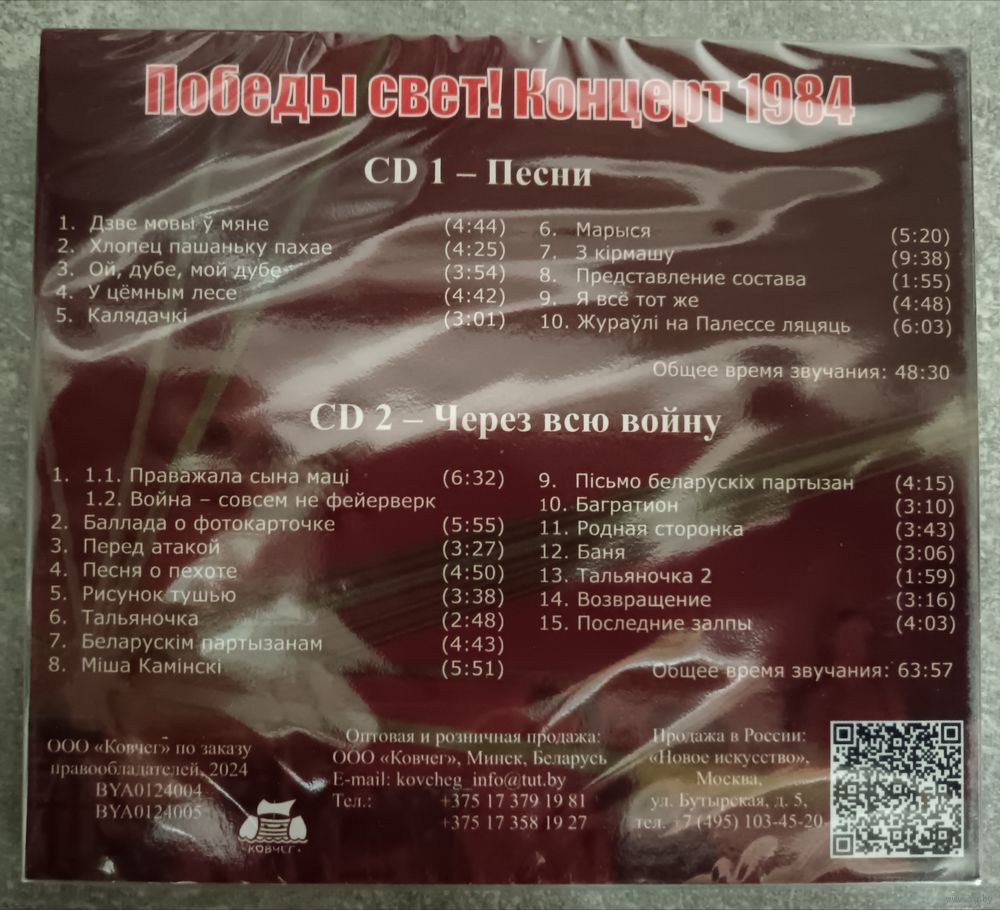 Победы свет! Концерт 1984
CD 1 – Песни
1. Дзве мовы ў мяне (4:44)
2. Хлопец пашаньку пахае (4:25)
3. Ой, дубе, мой дубе (3:54)
4. У цёмным лесе (4:42)
5. Калядачкі (3:01)
6. Марыся (5:20)
7. З кірмашу (9:38)
8. Представление состава (1:55)
9. Я всё тот же (4:48)
10. Жураўлі на Палессе ляцяць (6:03)
Общее время звучания: 48:30
CD 2 – Через всю войну
1. 1.1. Праважала сына маці (6:32)
1.2. Война – совсем не фейерверк
2. Баллада о фотокарточке (5:55)
3. Перед атакой (3:27)
4. Песня о пехоте (4:50)
5. Рисунок тушью (3:38)
6. Тальяночка (2:48)
7. Беларускім партызанам (4:43)
8. Міша Камінскі (5:51)
9. Пісьмо беларускіх партызан (4:15)
10. Багратион (3:10)
11. Родная сторонка (3:43)
12. Баня (3:06)
13. Тальяночка 2 (1:59)
14. Возвращение (3:16)
15. Последние залпы (4:03)
Общее время звучания: 63:57
ООО «Ковчег» по заказу
правообладателей, 2024
BYA0124004
BYA0124005
КОВЧЕГ
Оптовая и розничная продажа:
ООО «Ковчег», Минск, Беларусь
E-mail: kovcheg_info@tut.by
Тел.: +375 17 379 19 81
+375 17 358 19 27
Продажа в России:
«Новое искусство»,
Москва,
ул. Бутырская, д. 5,
тел. +7 (495) 103-45-20